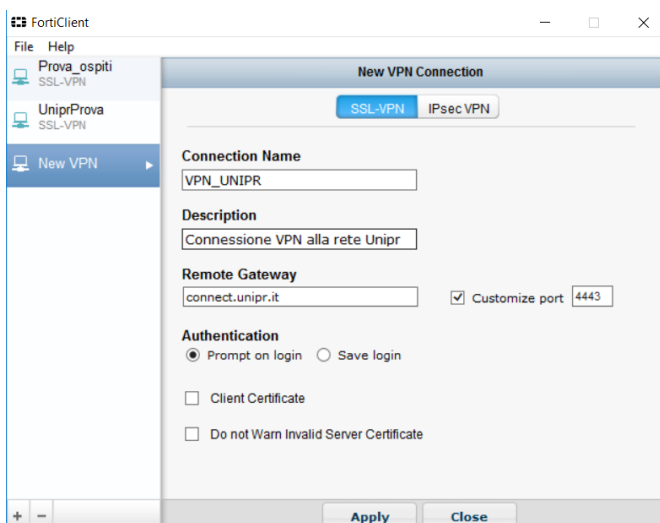 FortiClient
File Help
Prova_ospiti
SSL-VPN
UniprProva
SSL-VPN
New VPN
New VPN Connection
SSL-VPN IPsec VPN
Connection Name
VPN_UNIPR
Description
Connessione VPN alla rete Unipr
Remote Gateway
connect.unipr.it Customize port 4443
Authentication
Prompt on login Save login
Client Certificate
Do not Warn Invalid Server Certificate
+ − Apply Close